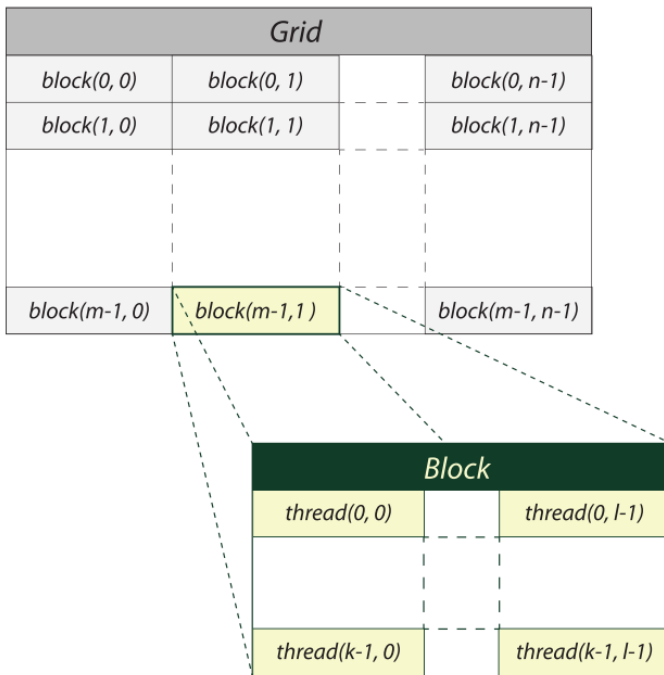 Grid
block(0, 0) block(0, 1) block(0, n-1)
block(1, 0) block(1, 1) block(1, n-1)
block(m-1, 0) block(m-1,1 ) block(m-1, n-1)
Block
thread(0, 0) thread(0, l-1)
thread(k-1, 0) thread(k-1, l-1)